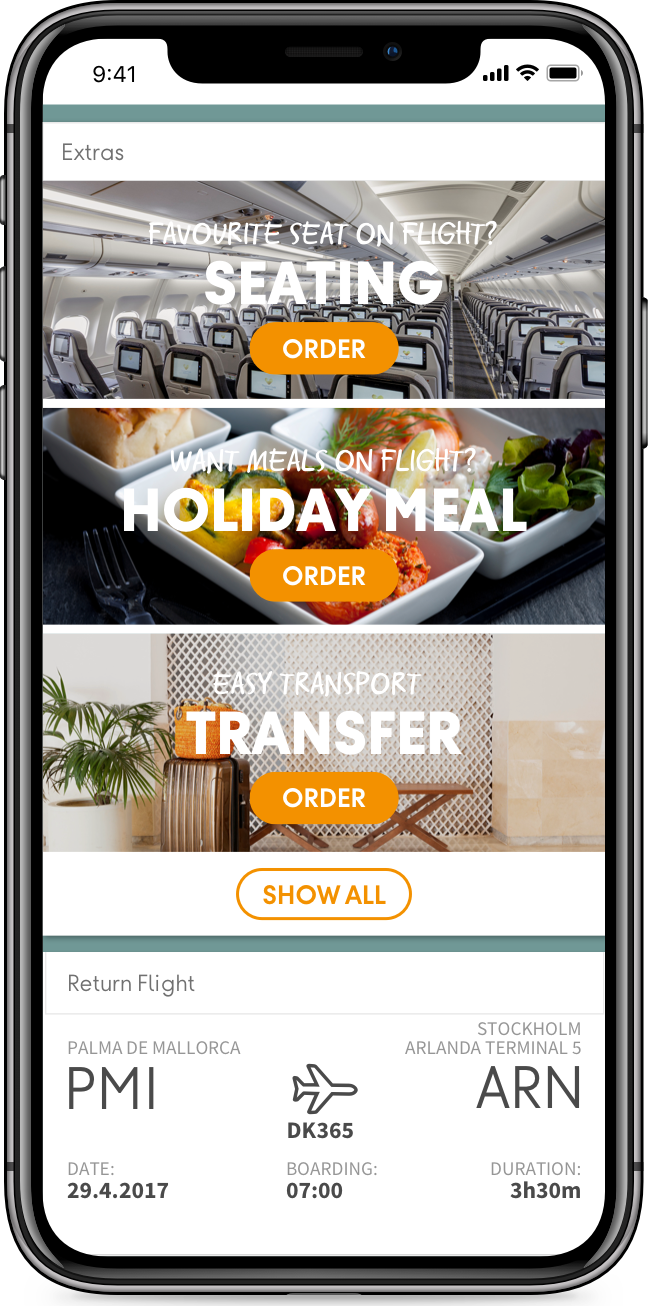 9:41
Extras
FAVOURITE SEAT ON FLIGHT?
SEATING
ORDER
WANT MEALS ON FLIGHT?
HOLIDAY MEAL
ORDER
EASY TRANSPORT
TRANSFER
ORDER
SHOW ALL
Return Flight
STOCKHOLM
PALMA DE MALLORCA ARLANDA TERMINAL 5
PMI ARN
DK365
DATE: BOARDING: DURATION:
29.4.2017 07:00 3h30m